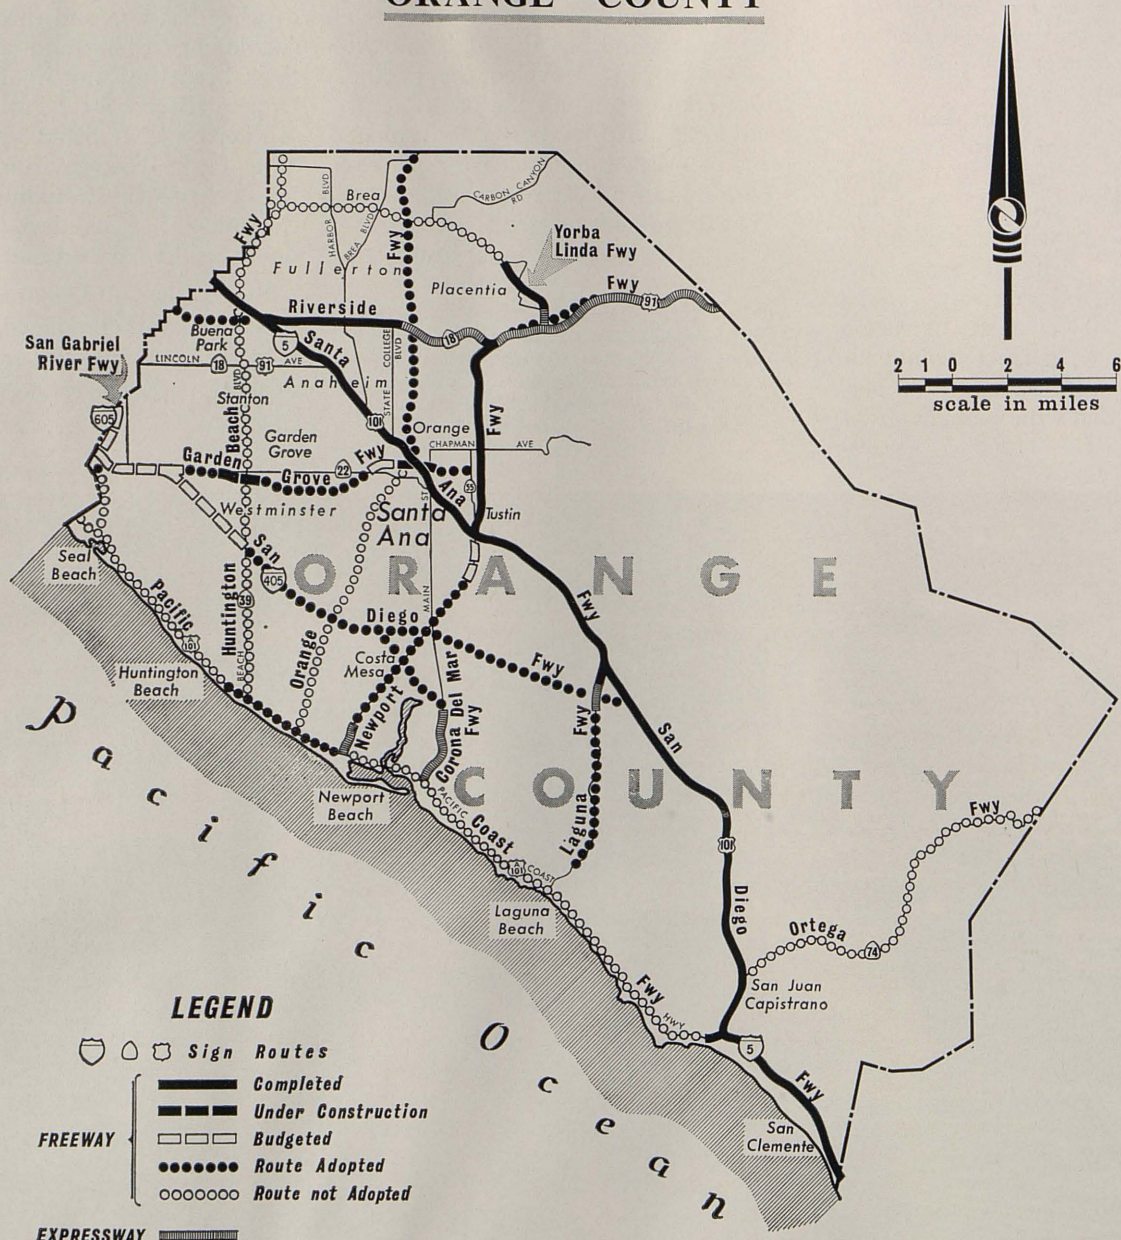 ORANGE COUNTY
CARBON CANYON
RD
Brea
HARBOR BLVD
BREA BLVD
Fwy
Fwy
Yorba
Linda Fwy
Fullerton
Placentia
Fwy
91
Riverside
18
Buena
Park
5
Santa
COLLEGE
BLVD
STATE
San Gabriel
River Fwy
LINCOLN
18
91
AVE
Anaheim
Stanton
BLVD
Beach
101
Orange
Fwy
605
Garden
Grove
CHAPMAN
AVE
Garden
Grove
22
Fwy
Ana
55
ST
Westminster
Santa
Ana
Tustin
San
405
Seal
Beach
ORANGE
Pacific
101
Huntington
39
BEACH
MAIN
Diego
Fwy
Orange
Costa
Mesa
Fwy
Huntington
Beach
Newport
Corona Del Mar
Fwy
Fwy
San
COUNTY
Newport
Beach
PACIFIC
Coast
101
COAST
Laguna
Fwy
101
Laguna
Beach
Diego
Ortega
74
San Juan
Capistrano
Fwy
HWY
5
Fwy
San
Clemente
Pacific Ocean
2 0 2 4 6
scale in miles
LEGEND
Sign Routes
FREEWAY
Completed
Under Construction
Budgeted
Route Adopted
Route not Adopted
EXPRESSWAY